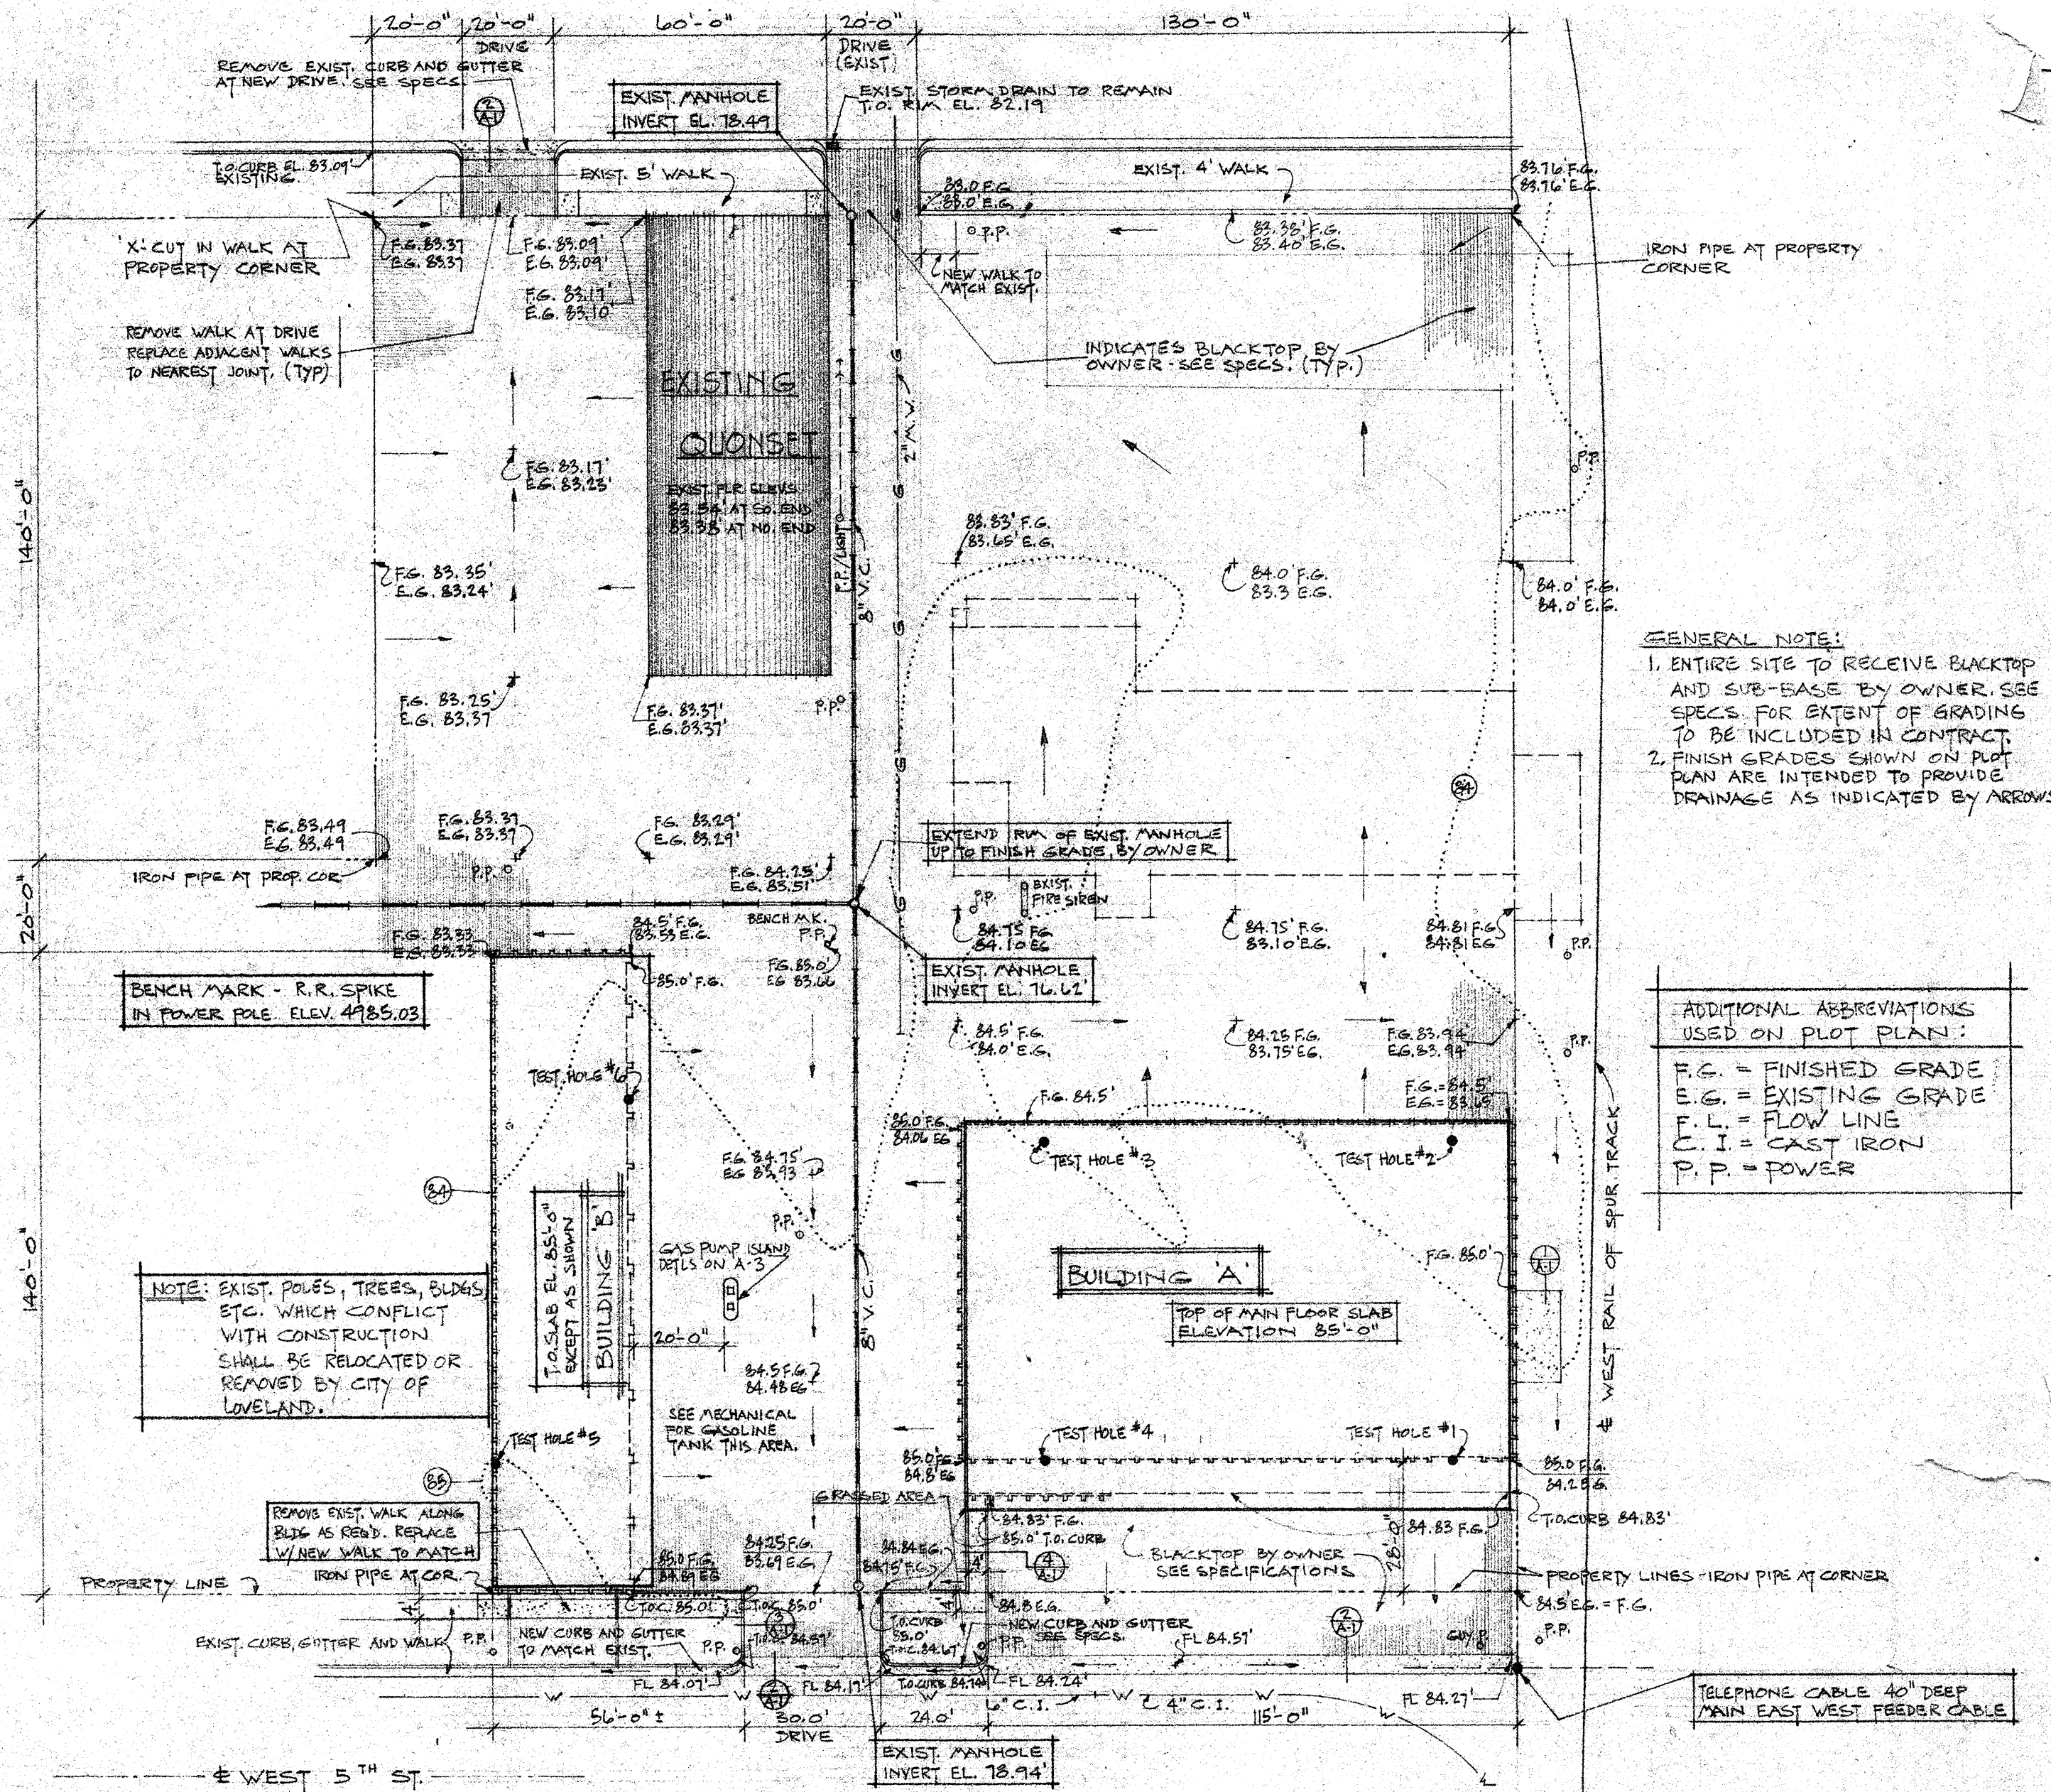 20'-0"
20'-0"
60'-0"
20'-0"
130'-0"
DRIVE
DRIVE
(EXIST)
REMOVE EXIST. CURB AND GUTTER
AT NEW DRIVE. SEE SPECS.
2
A-1
EXIST. MANHOLE
INVERT EL. 78.49
EXIST. STORM DRAIN TO REMAIN
T.O. RIM EL. 82.19
T.O. CURB EL. 83.09'
EXISTING.
EXIST. 5' WALK
EXIST. 4' WALK
83.76' F.G.
83.76' E.G.
83.0 F.G.
83.0' E.G.
'X'-CUT IN WALK AT
PROPERTY CORNER
F.G. 83.37
E.G. 83.37
F.G. 83.09'
E.G. 83.09'
F.G. 83.17'
E.G. 83.10'
P.P.
83.38' F.G.
83.40' E.G.
IRON PIPE AT PROPERTY
CORNER
NEW WALK TO
MATCH EXIST.
REMOVE WALK AT DRIVE
REPLACE ADJACENT WALKS
TO NEAREST JOINT, (TYP)
INDICATES BLACKTOP BY
OWNER - SEE SPECS. (TYP.)
EXISTING
QUONSET
EXIST. FLR. ELEVS.
83.54' AT SO. END
83.38' AT NO. END
2" M.W.
G
P.P.
140'-0"
F.G. 83.17'
E.G. 83.23'
P.P./LIGHT
8" V.C.
83.83' F.G.
83.65' E.G.
F.G. 83.35'
E.G. 83.24'
84.0' F.G.
83.3 E.G.
84.0' F.G.
84.0' E.G.
GENERAL NOTE:
1. ENTIRE SITE TO RECEIVE BLACKTOP
AND SUB-BASE BY OWNER. SEE
SPECS. FOR EXTENT OF GRADING
TO BE INCLUDED IN CONTRACT.
2. FINISH GRADES SHOWN ON PLOT
PLAN ARE INTENDED TO PROVIDE
DRAINAGE AS INDICATED BY ARROWS
F.G. 83.25'
E.G. 83.37
F.G. 83.37'
E.G. 83.37'
P.P.
84
F.G. 83.49
E.G. 83.49
F.G. 83.37
E.G. 83.37
F.G. 83.29'
E.G. 83.29'
EXTEND RIM OF EXIST. MANHOLE
UP TO FINISH GRADE, BY OWNER
IRON PIPE AT PROP. COR.
P.P.
F.G. 84.25'
E.G. 83.51'
P.P.
EXIST.
FIRE SIREN
20'-0"
F.G. 83.33
E.G. 83.33
84.5' F.G.
83.53 E.G.
BENCH MK.
P.P.
84.75 F.G.
84.10 EG
84.75' F.G.
83.10' E.G.
84.81 F.G.
84.81 EG
P.P.
BENCH MARK - R.R. SPIKE
IN POWER POLE ELEV. 4985.03
85.0' F.G.
F.G. 85.0'
EG 83.66
EXIST. MANHOLE
INVERT EL. 76.62'
84.5' F.G.
84.0' E.G.
84.25 F.G.
83.75' EG.
F.G. 83.94'
E.G. 83.94'
P.P.
ADDITIONAL ABBREVIATIONS
USED ON PLOT PLAN:
F.G. = FINISHED GRADE
E.G. = EXISTING GRADE
F.L. = FLOW LINE
C.I. = CAST IRON
P.P. = POWER
TEST HOLE #6
F.G. 84.5'
F.G. = 84.5'
E.G. = 83.65'
85.0' F.G.
84.06 EG
TEST HOLE #3
TEST HOLE #2
F.G. 84.75'
EG 83.93
84
P.P.
140'-0"
T.O. SLAB EL. 85'-0"
EXCEPT AS SHOWN
BUILDING 'B'
GAS PUMP ISLAND
DETLS ON A-3
BUILDING 'A'
F.G. 85.0'
1
A-1
TOP OF MAIN FLOOR SLAB
ELEVATION 85'-0"
NOTE: EXIST. POLES, TREES, BLDGS,
ETC. WHICH CONFLICT
WITH CONSTRUCTION
SHALL BE RELOCATED OR
REMOVED BY CITY OF
LOVELAND.
20'-0"
8" V.C.
℄ WEST RAIL OF SPUR TRACK
84.5 F.G.
84.48 EG
SEE MECHANICAL
FOR GASOLINE
TANK THIS AREA.
TEST HOLE #5
TEST HOLE #4
TEST HOLE #1
85
85.0 F.G.
84.8' EG
85.0 F.G.
84.2 E.G.
GRASSED AREA
REMOVE EXIST. WALK ALONG
BLDG AS REQ'D. REPLACE
W/ NEW WALK TO MATCH
84.83' F.G.
85.0' T.O. CURB
84.83 F.G.
T.O. CURB 84.83'
84.25 F.G.
83.69 E.G.
84.84 E.G.
84.75' F.G.
4
A-1
BLACKTOP BY OWNER
SEE SPECIFICATIONS
28'-0"
IRON PIPE AT COR.
85.0 F.G.
PROPERTY LINE
PROPERTY LINES - IRON PIPE AT CORNER
84.5' E.G. = F.G.
4'
T.O.C. 85.0'
T.O.C. 85.0'
3
A-1
T.O. CURB
85.0'
T.O.C. 84.67'
4'
84.8 E.G.
NEW CURB AND GUTTER
SEE SPECS.
2
A-1
EXIST. CURB, GUTTER AND WALK
P.P.
NEW CURB AND GUTTER
TO MATCH EXIST.
P.P.
P.P.
FL 84.57'
GUY P.
P.P.
FL 84.07'
FL 84.17'
T.O. CURB 84.74'
FL 84.24'
FL 84.27'
W
W
W
6" C.I.
W
4" C.I.
W
TELEPHONE CABLE 40" DEEP
MAIN EAST WEST FEEDER CABLE
56'-0" ±
30.0'
DRIVE
24.0'
115'-0"
EXIST. MANHOLE
INVERT EL. 78.94'
℄ WEST 5TH ST.